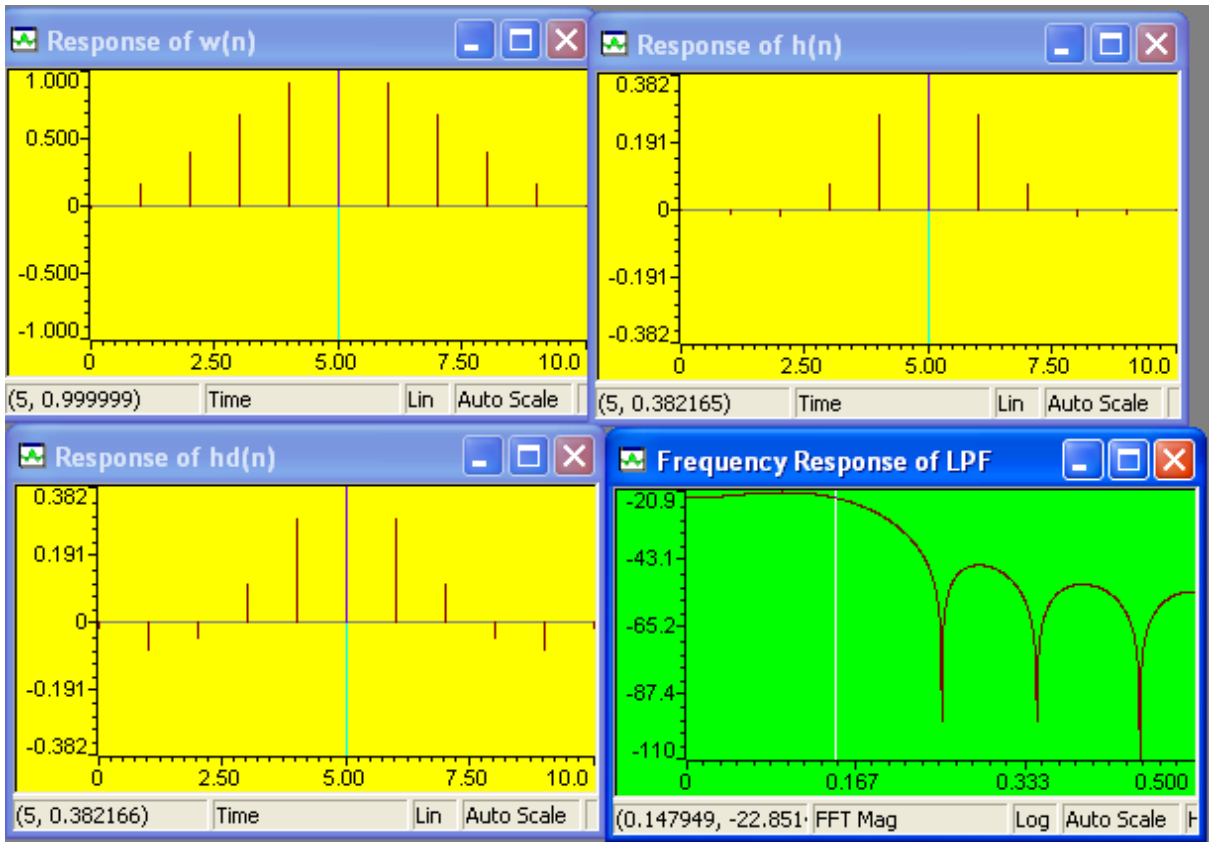 Response of w(n)
1.000
0.500
0
-0.500
-1.000
0 2.50 5.00 7.50 10.0
(5, 0.999999) Time Lin Auto Scale
Response of h(n)
0.382
0.191
0
-0.191
-0.382
0 2.50 5.00 7.50 10.0
(5, 0.382165) Time Lin Auto Scale
Response of hd(n)
0.382
0.191
0
-0.191
-0.382
0 2.50 5.00 7.50 10.0
(5, 0.382166) Time Lin Auto Scale
Frequency Response of LPF
-20.9
-43.1
-65.2
-87.4
-110
0 0.167 0.333 0.500
(0.147949, -22.851 FFT Mag Log Auto Scale